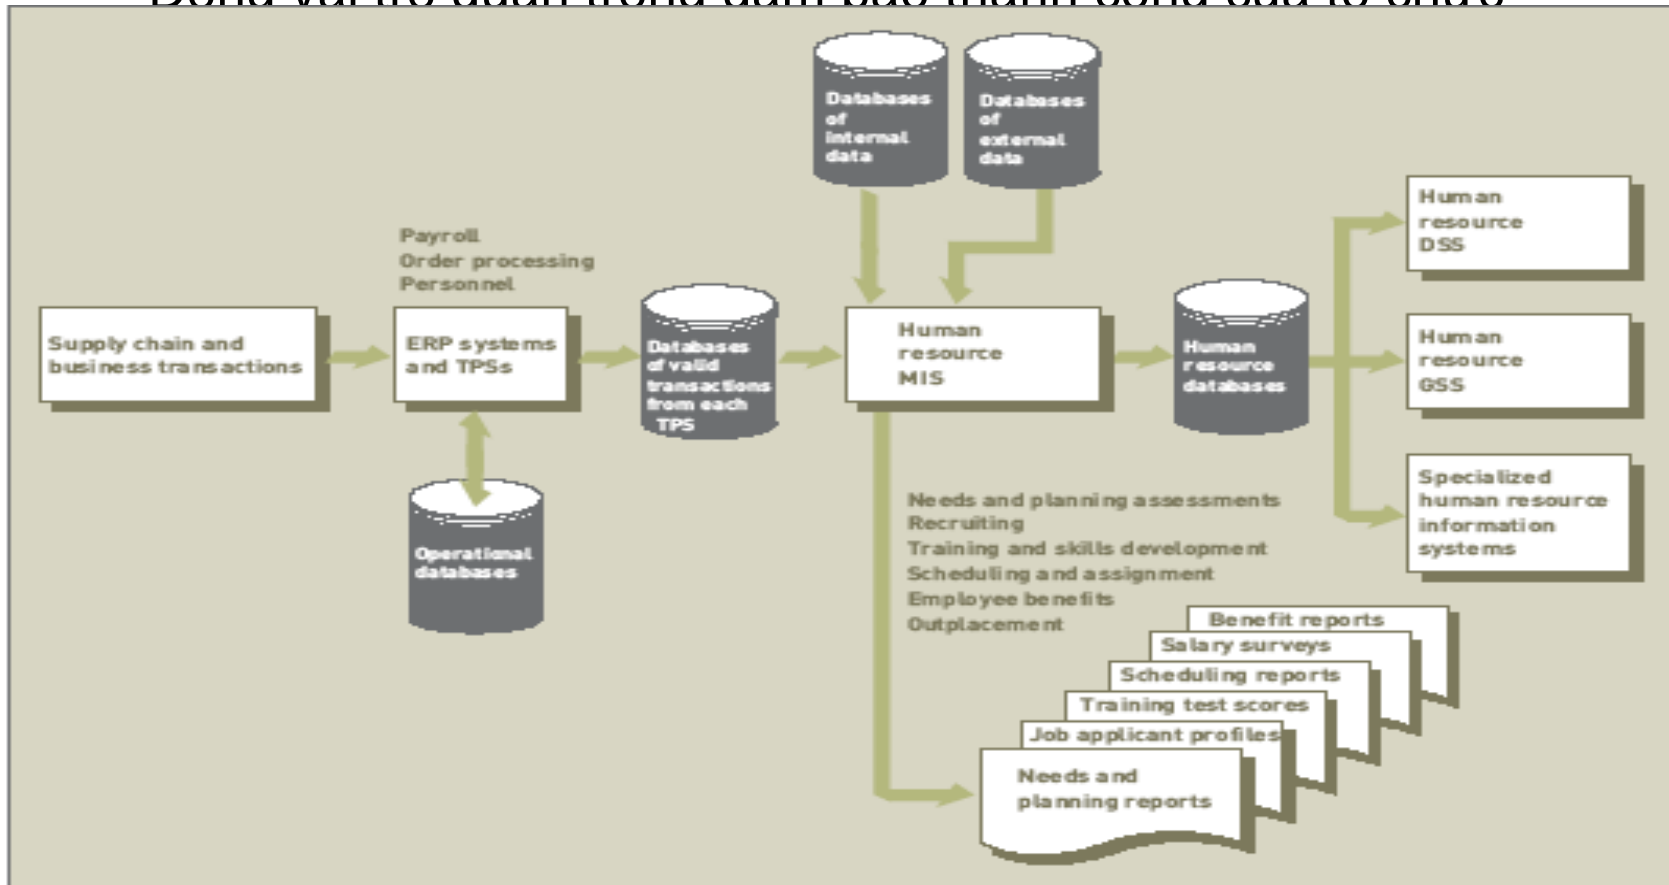 Databases
of
internal
data
Databases
of
external
data
Human
resource
DSS
Payroll
Order processing
Personnel
Supply chain and
business transactions
ERP systems
and TPSs
Databases
of valid
transactions
from each
TPS
Human
resource
MIS
Human
resource
databases
Human
resource
GSS
Operational
databases
Needs and planning assessments
Recruiting
Training and skills development
Scheduling and assignment
Employee benefits
Outplacement
Specialized
human resource
information
systems
Benefit reports
Salary surveys
Scheduling reports
Training test scores
Job applicant profiles
Needs and
planning reports